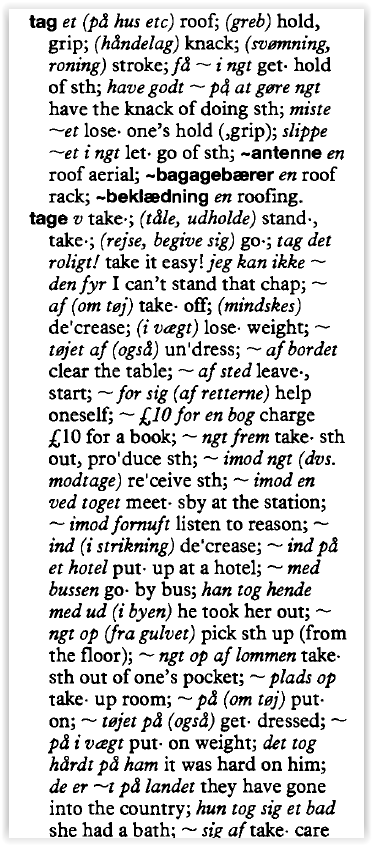 tag et (på hus etc) roof; (greb) hold,
grip; (håndelag) knack; (svømning,
roning) stroke; få ~ i ngt get· hold
of sth; have godt ~ på at gøre ngt
have the knack of doing sth; miste
~et lose· one's hold (,grip); slippe
~et i ngt let· go of sth; ~antenne en
roof aerial; ~bagagebærer en roof
rack; ~beklædning en roofing.
tage v take·; (tåle, udholde) stand·,
take·; (rejse, begive sig) go·; tag det
roligt! take it easy! jeg kan ikke ~
den fyr I can't stand that chap; ~
af (om tøj) take· off; (mindskes)
de'crease; (i vægt) lose· weight; ~
tøjet af (også) un'dress; ~ af bordet
clear the table; ~ af sted leave·,
start; ~ for sig (af retterne) help
oneself; ~ £10 for en bog charge
£10 for a book; ~ ngt frem take· sth
out, pro'duce sth; ~ imod ngt (dvs.
modtage) re'ceive sth; ~ imod en
ved toget meet· sby at the station;
~ imod fornuft listen to reason; ~
ind (i strikning) de'crease; ~ ind på
et hotel put· up at a hotel; ~ med
bussen go· by bus; han tog hende
med ud (i byen) he took her out; ~
ngt op (fra gulvet) pick sth up (from
the floor); ~ ngt op af lommen take·
sth out of one's pocket; ~ plads op
take· up room; ~ på (om tøj) put·
on; ~ tøjet på (også) get· dressed; ~
på i vægt put· on weight; det tog
hårdt på ham it was hard on him;
de er ~t på landet they have gone
into the country; hun tog sig et bad
she had a bath; ~ sig af take· care